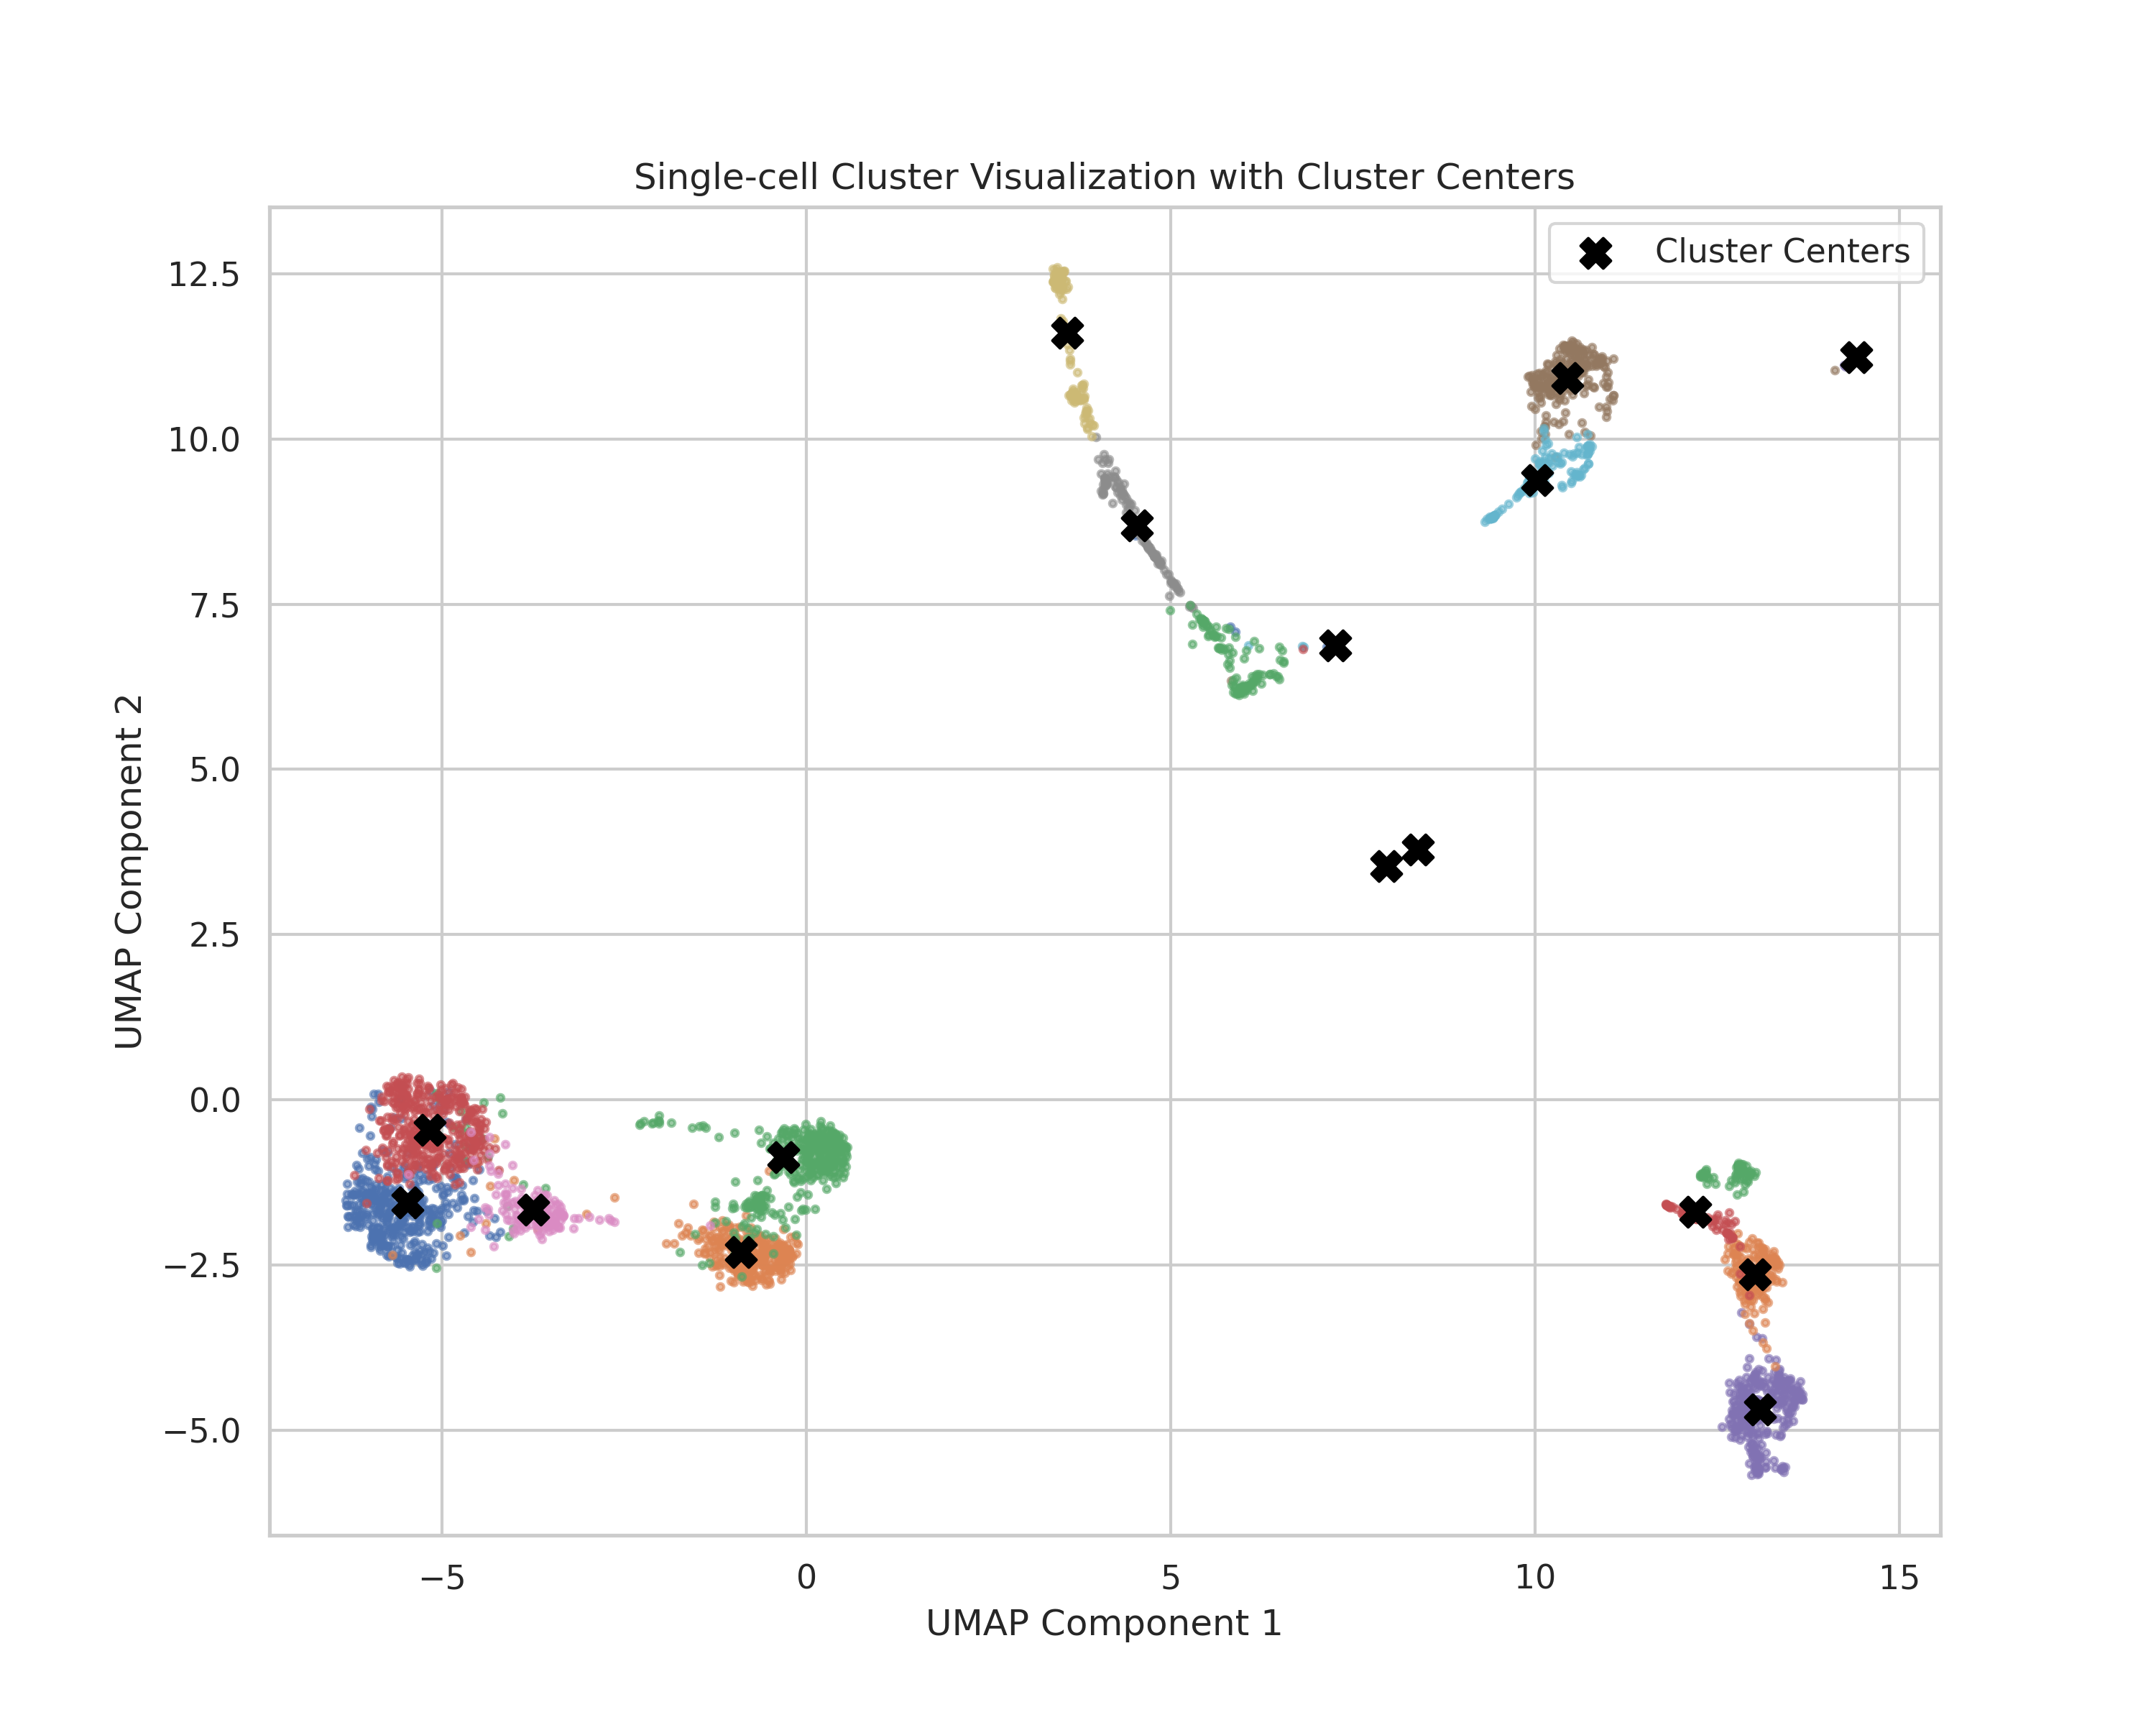 Single-cell Cluster Visualization with Cluster Centers
Cluster Centers
12.5
10.0
7.5
5.0
2.5
0.0
−2.5
−5.0
UMAP Component 2
−5 0 5 10 15
UMAP Component 1